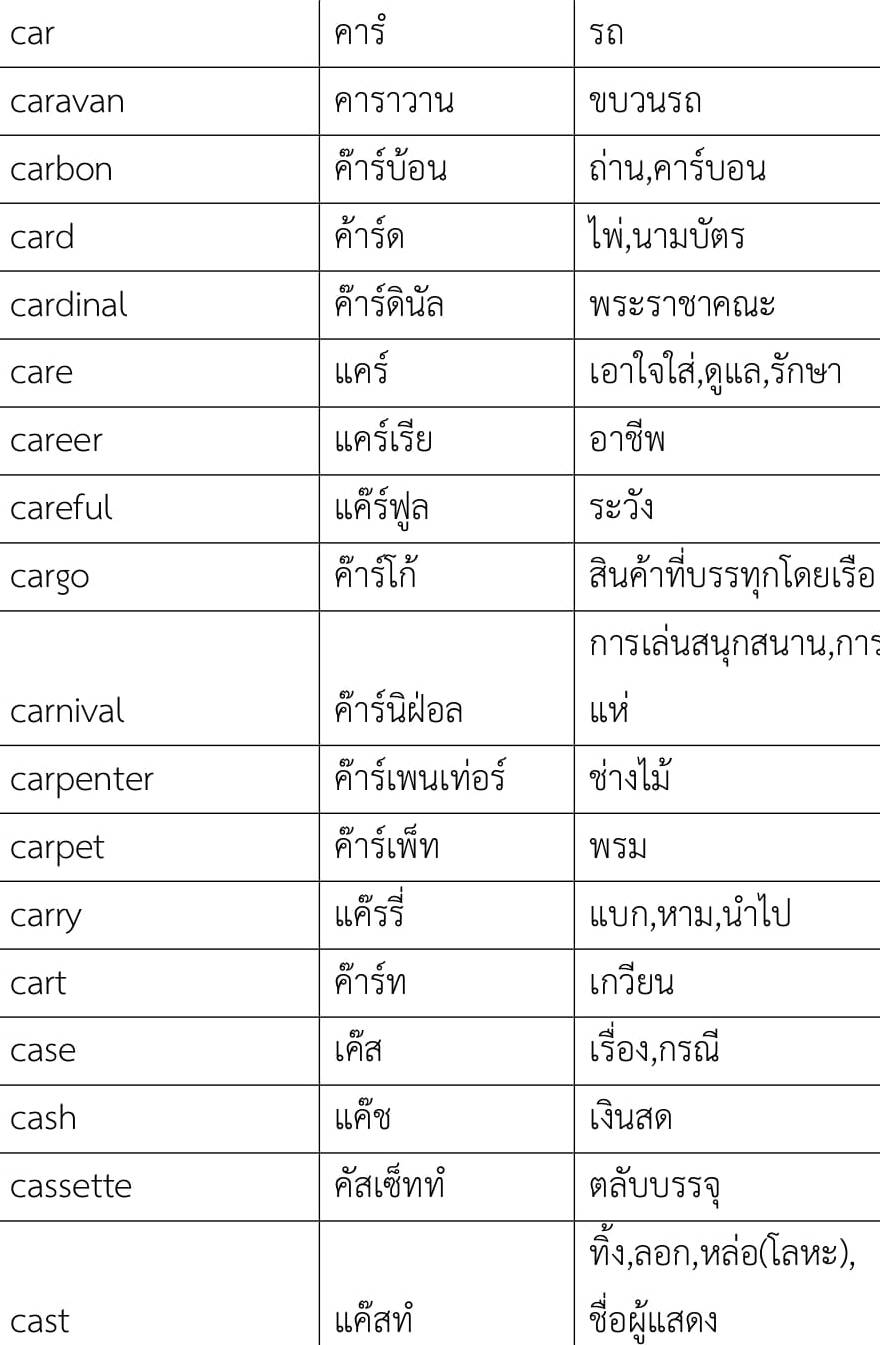 car คารํ รถ
caravan คาราวาน ขบวนรถ
carbon ค๊าร์บ้อน ถ่าน,คาร์บอน
card ค้าร์ด ไพ่,นามบัตร
cardinal ค๊าร์ดินัล พระราชาคณะ
care แคร์ เอาใจใส่,ดูแล,รักษา
career แคร์เรีย อาชีพ
careful แค๊ร์ฟูล ระวัง
cargo ค๊าร์โก้ สินค้าที่บรรทุกโดยเรือ
การเล่นสนุกสนาน,การ
carnival ค๊าร์นิฝ่อล แห่
carpenter ค๊าร์เพนเท่อร์ ช่างไม้
carpet ค๊าร์เพ็ท พรม
carry แค๊รรี่ แบก,หาม,นำไป
cart ค๊าร์ท เกวียน
case เค๊ส เรื่อง,กรณี
cash แค๊ช เงินสด
cassette คัสเซ็ททํ ตลับบรรจุ
ทิ้ง,ลอก,หล่อ(โลหะ),
cast แค๊สทํ ชื่อผู้แสดง